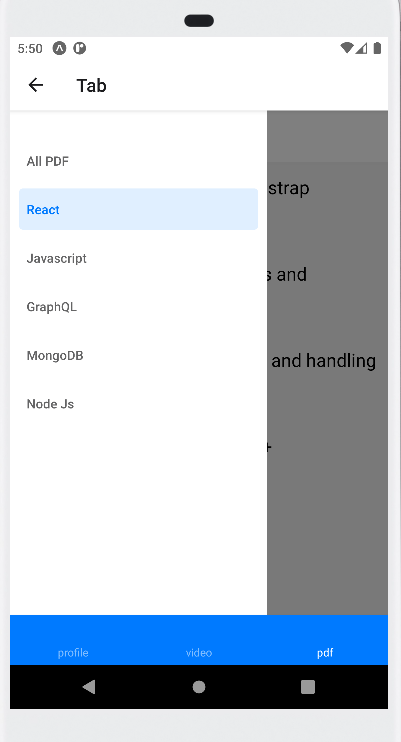 5:50
Tab
All PDF
strap
React
s and
Javascript
GraphQL
and handling
MongoDB
Node Js
+
profile video pdf